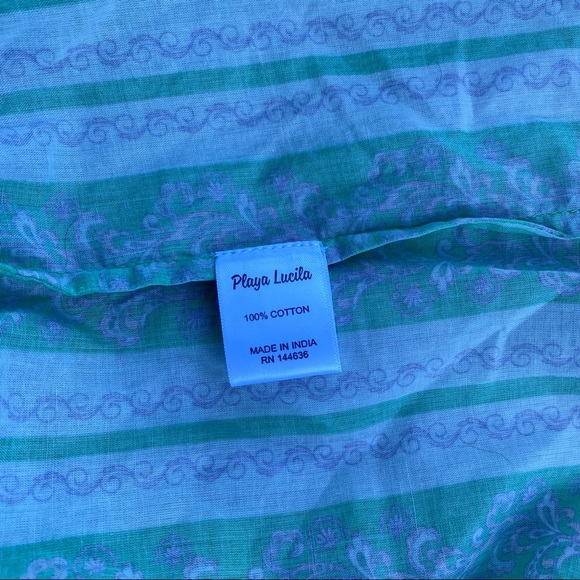 Playa Lucila
100% COTTON
MADE IN INDIA
RN 144636